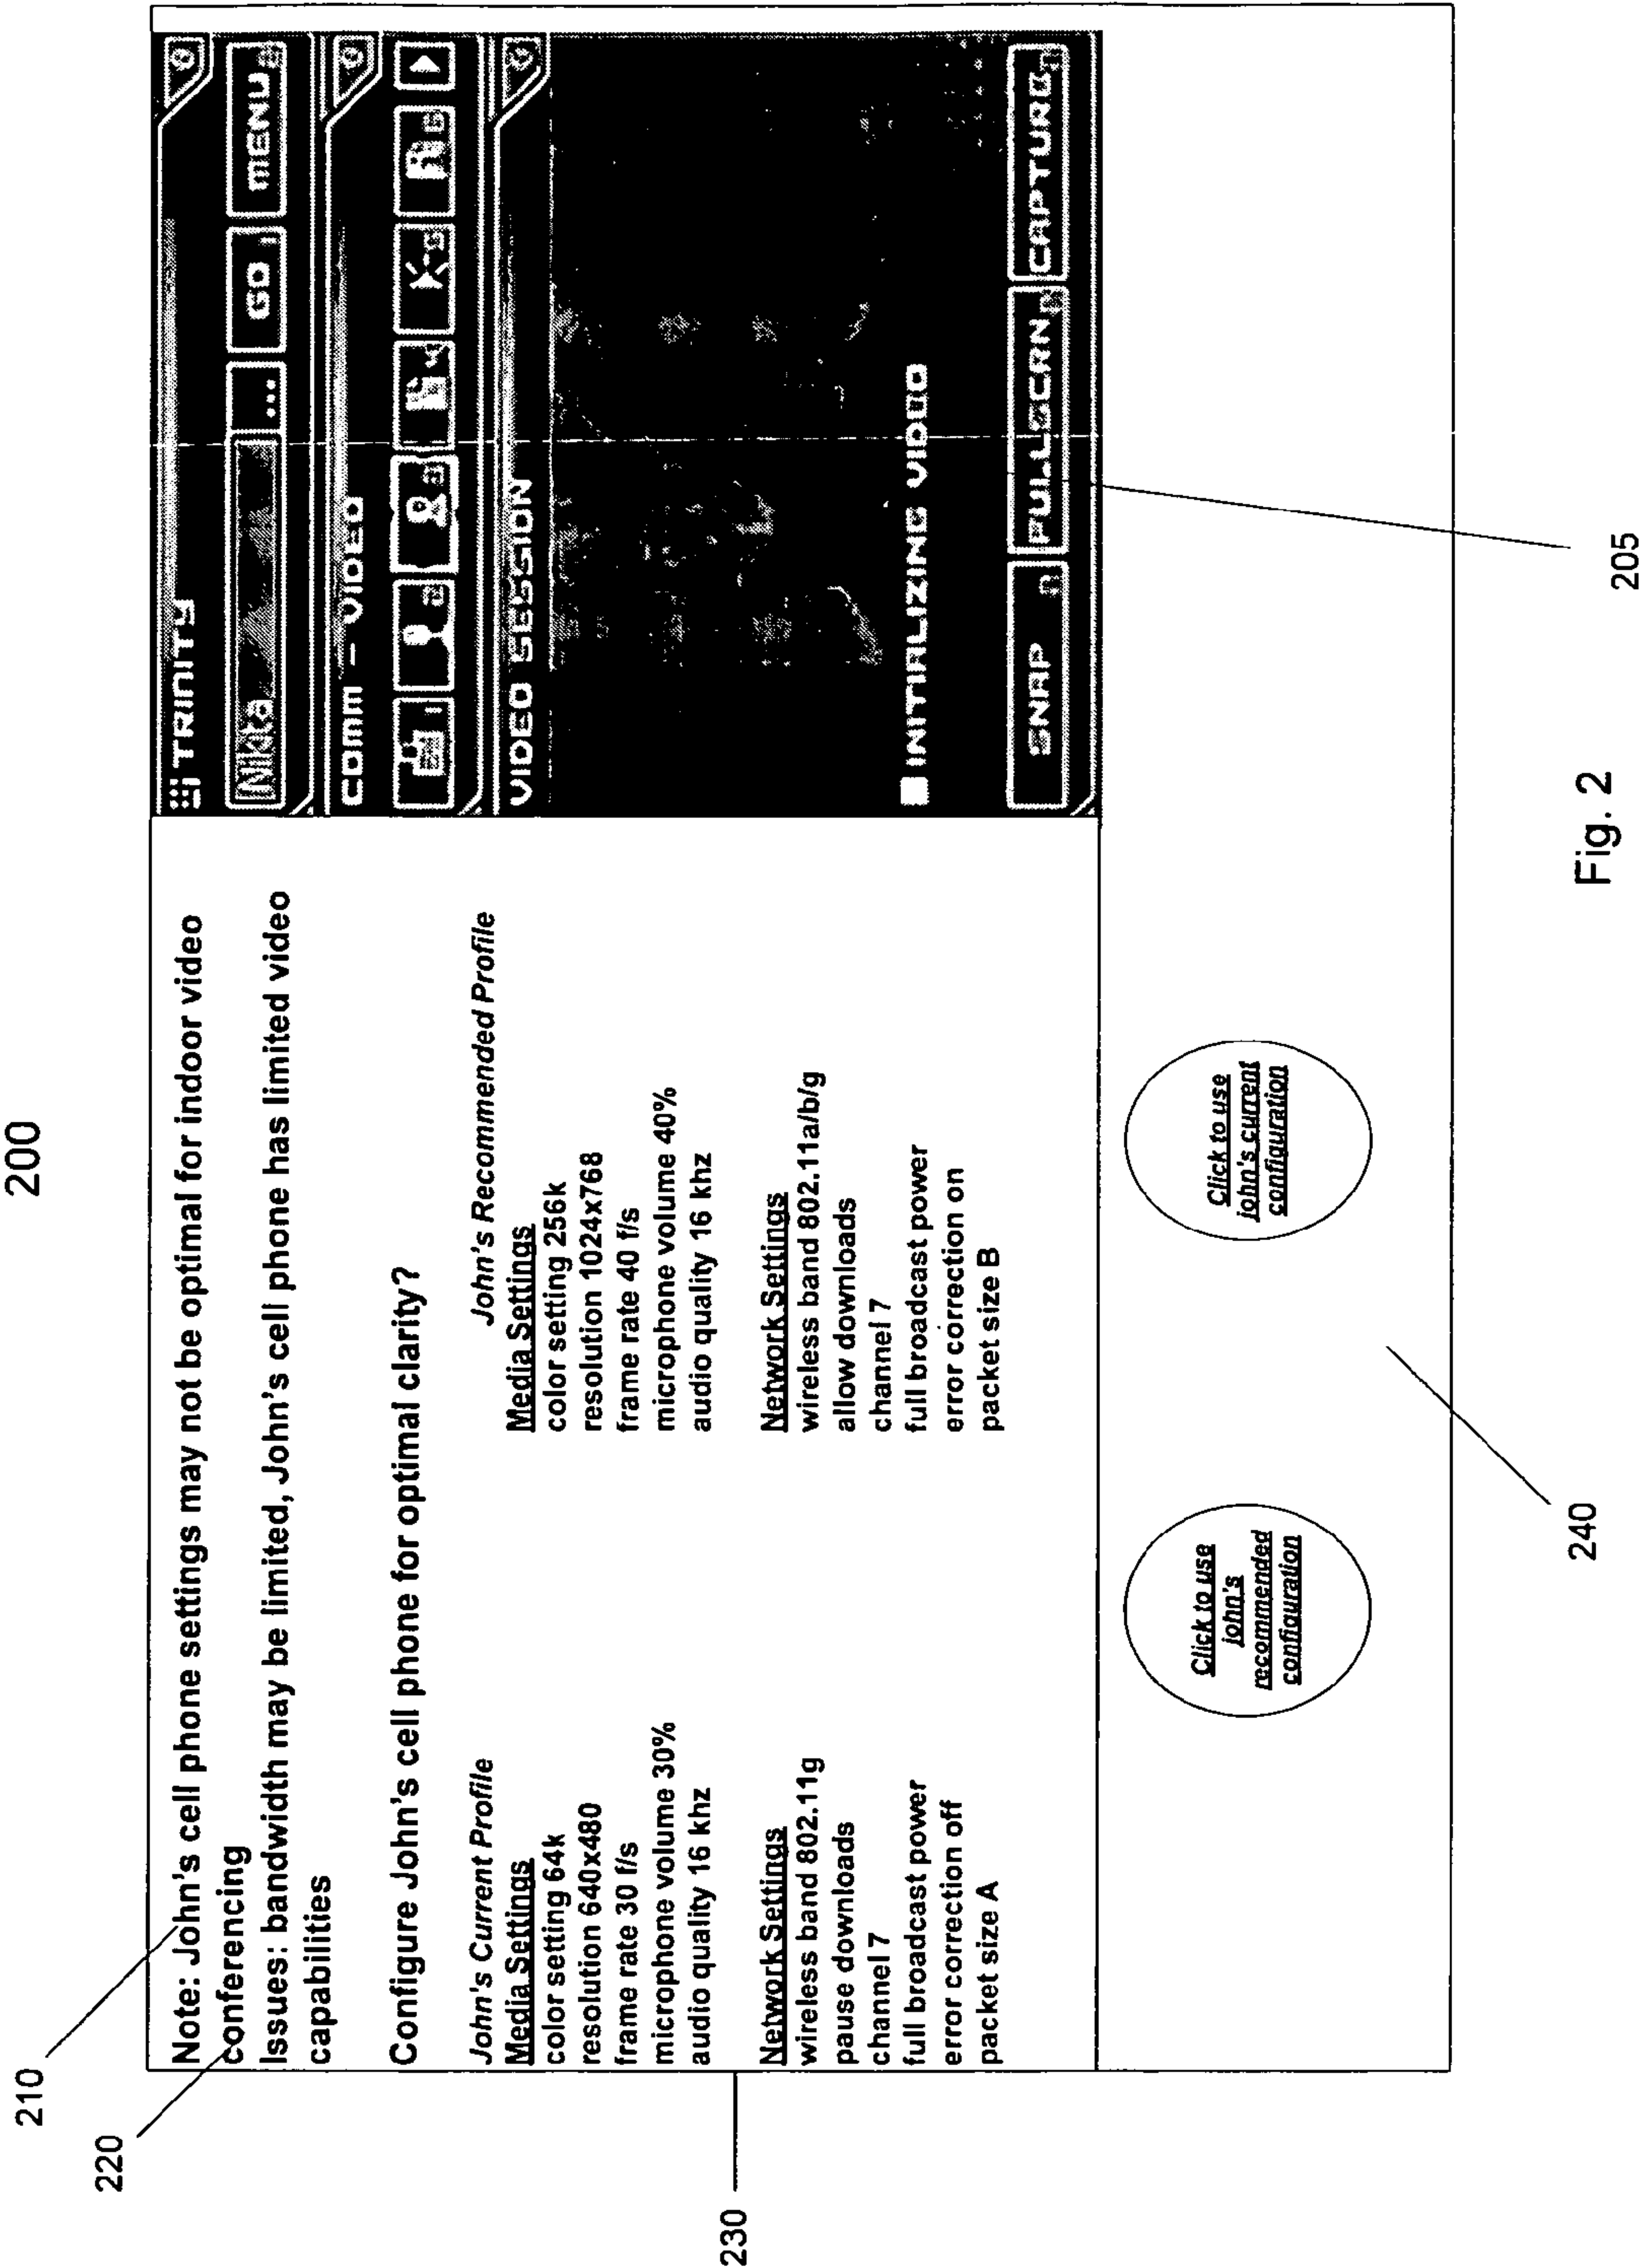 200
210
220
Note: John's cell phone settings may not be optimal for indoor video
conferencing
Issues: bandwidth may be limited, John's cell phone has limited video
capabilities
Configure John's cell phone for optimal clarity?
John's Current Profile
Media Settings
color setting 64k
resolution 640x480
frame rate 30 f/s
microphone volume 30%
audio quality 16 khz
Network Settings
wireless band 802.11g
pause downloads
channel 7
full broadcast power
error correction off
packet size A
John's Recommended Profile
Media Settings
color setting 256k
resolution 1024x768
frame rate 40 f/s
microphone volume 40%
audio quality 16 khz
Network Settings
wireless band 802.11a/b/g
allow downloads
channel 7
full broadcast power
error correction on
packet size B
TRINITY
Nikita ... GO MENU
COMM - VIDEO
VIDEO SESSION
INITIALIZING VIDEO
SNAP FULLSCRN CAPTURE
230
Click to use
john's
recommended
configuration
Click to use
john's current
configuration
240
205
Fig. 2